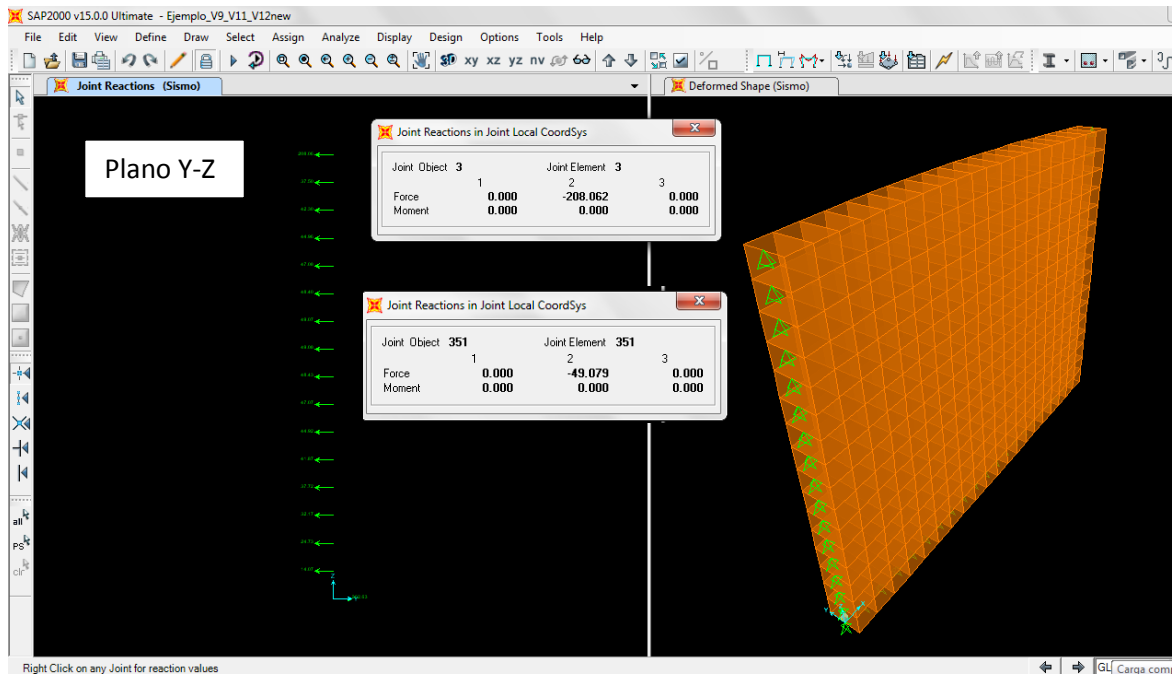 SAP2000 v15.0.0 Ultimate - Ejemplo_V9_V11_V12new
File Edit View Define Draw Select Assign Analyze Display Design Options Tools Help
3D xy xz yz nv
Joint Reactions (Sismo)
Deformed Shape (Sismo)
Plano Y-Z
Joint Reactions in Joint Local CoordSys
Joint Object 3 Joint Element 3
1 2 3
Force 0.000 -208.062 0.000
Moment 0.000 0.000 0.000
Joint Reactions in Joint Local CoordSys
Joint Object 351 Joint Element 351
1 2 3
Force 0.000 -49.079 0.000
Moment 0.000 0.000 0.000
all
PS
clr
Z
Right Click on any Joint for reaction values
GL
Carga comp